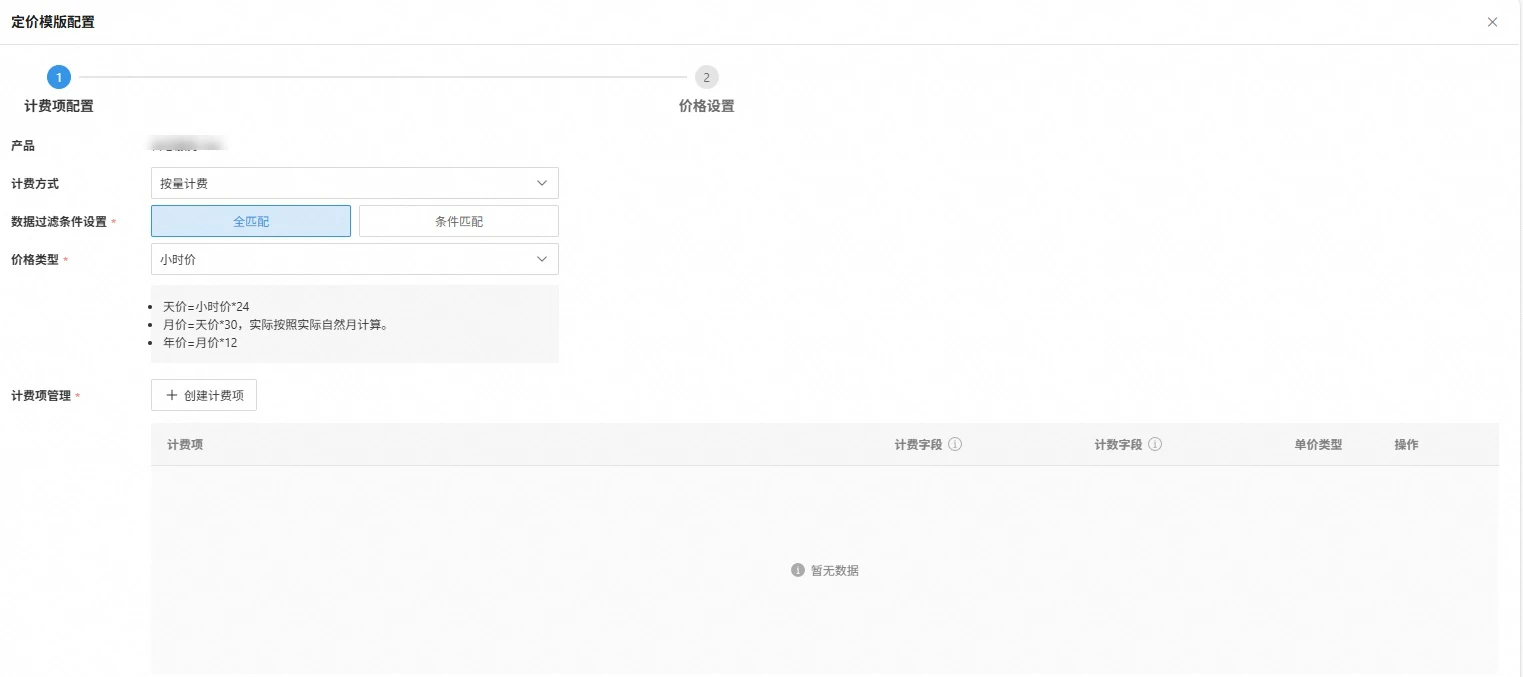 定价模版配置
1
2
计费项配置
价格设置
产品
计费方式
按量计费
数据过滤条件设置 *
全匹配
条件匹配
价格类型 *
小时价
天价=小时价*24
月价=天价*30，实际按照实际自然月计算。
年价=月价*12
计费项管理 *
+ 创建计费项
计费项 计费字段 计数字段 单价类型 操作
暂无数据